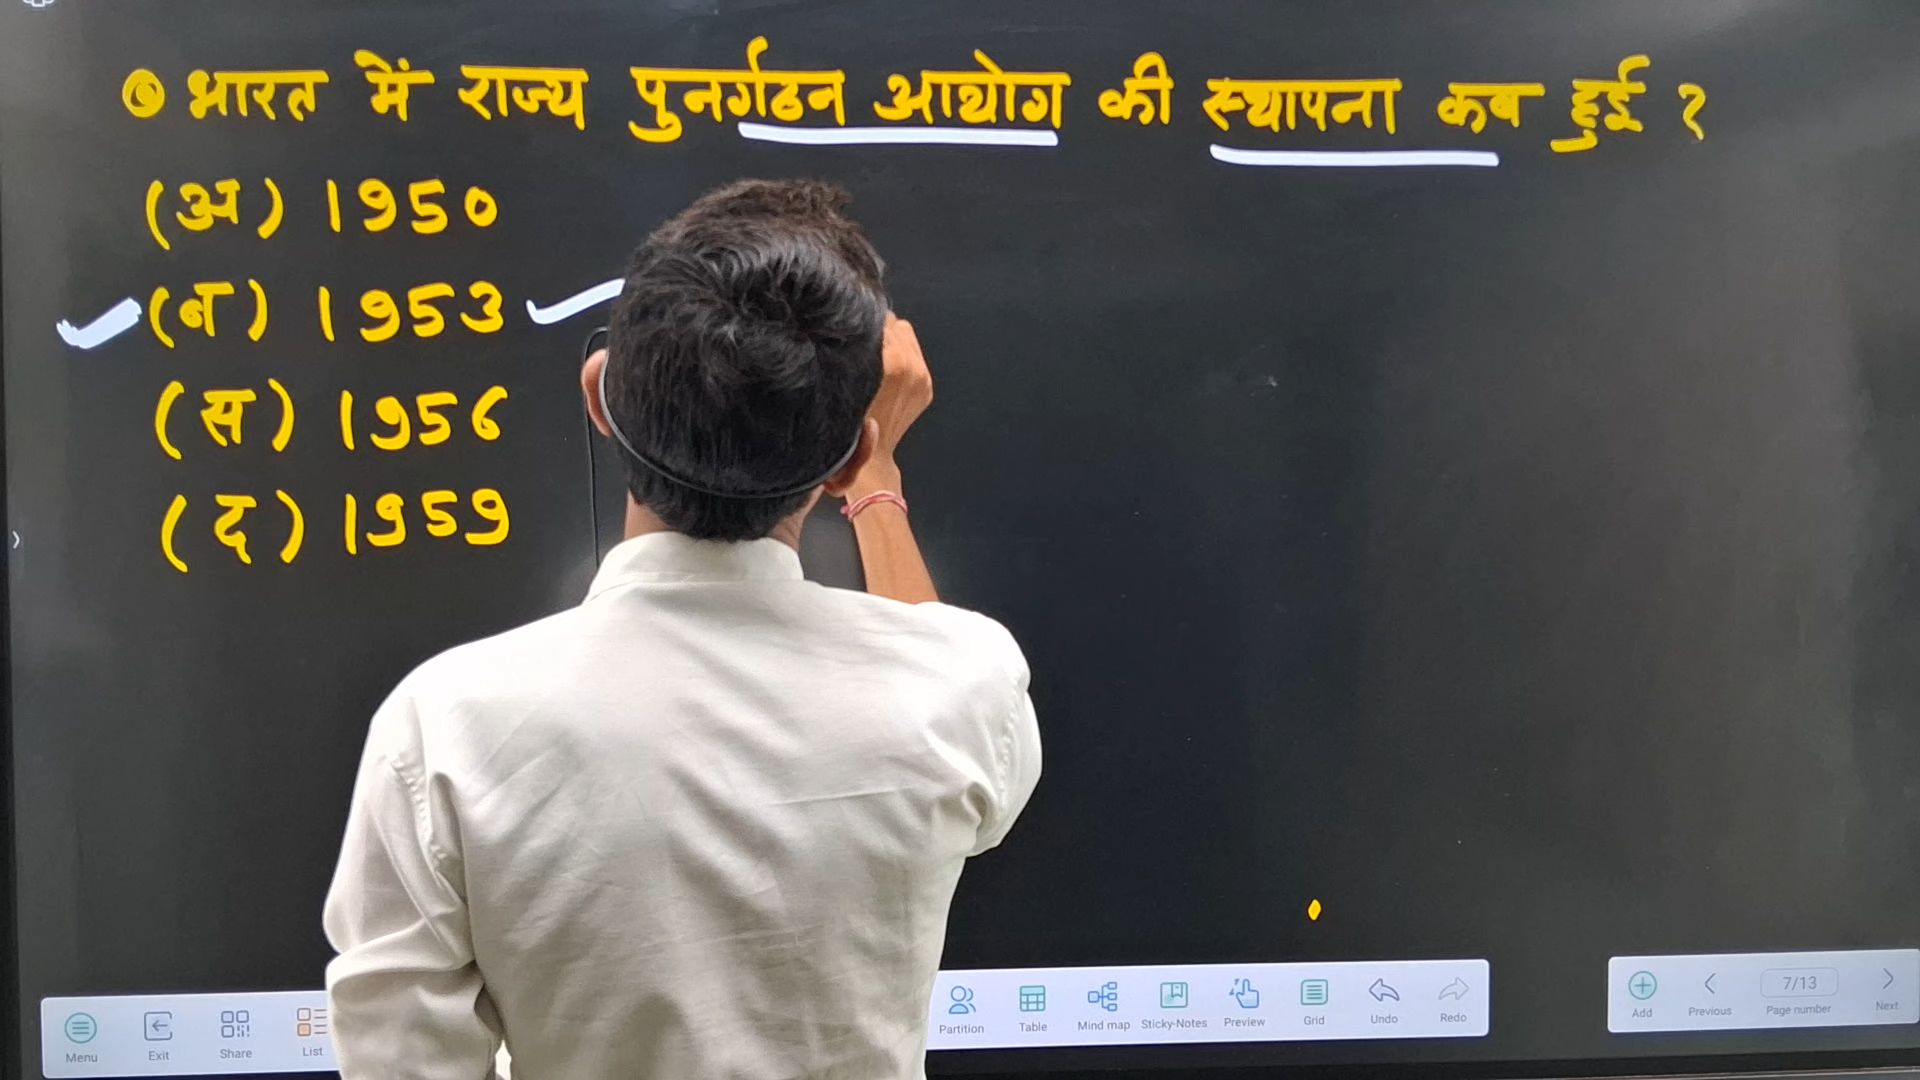 भारत में राज्य पुनर्गठन आयोग की स्थापना कब हुई ?
(अ) 1950
(ब) 1953
(स) 1956
(द) 1959
Menu Exit Share List Partition Table Mind map Sticky-Notes Preview Grid Undo Redo Add Previous 7/13 Page number Next